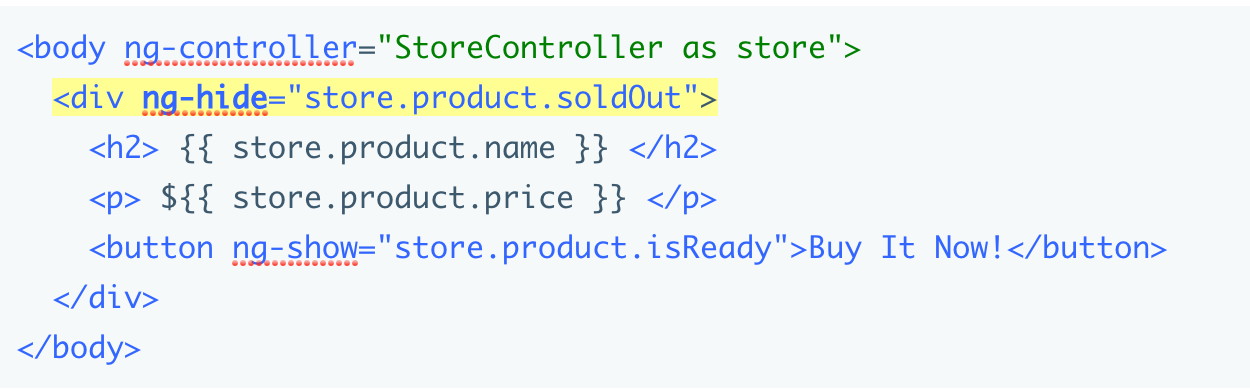 <body ng-controller="StoreController as store">
<div ng-hide="store.product.soldOut">
<h2> {{ store.product.name }} </h2>
<p> ${{ store.product.price }} </p>
<button ng-show="store.product.isReady">Buy It Now!</button>
</div>
</body>